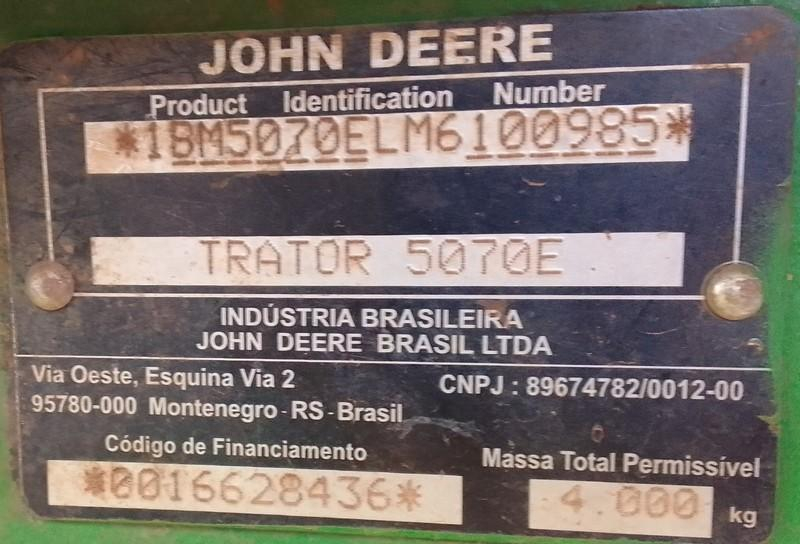 JOHN DEERE
Product Identification Number
*1BM5070ELM6100985*
TRATOR 5070E
INDÚSTRIA BRASILEIRA
JOHN DEERE BRASIL LTDA
Via Oeste, Esquina Via 2
CNPJ : 89674782/0012-00
95780-000 Montenegro - RS - Brasil
Código de Financiamento
*0016628436*
Massa Total Permissível
4.000 kg